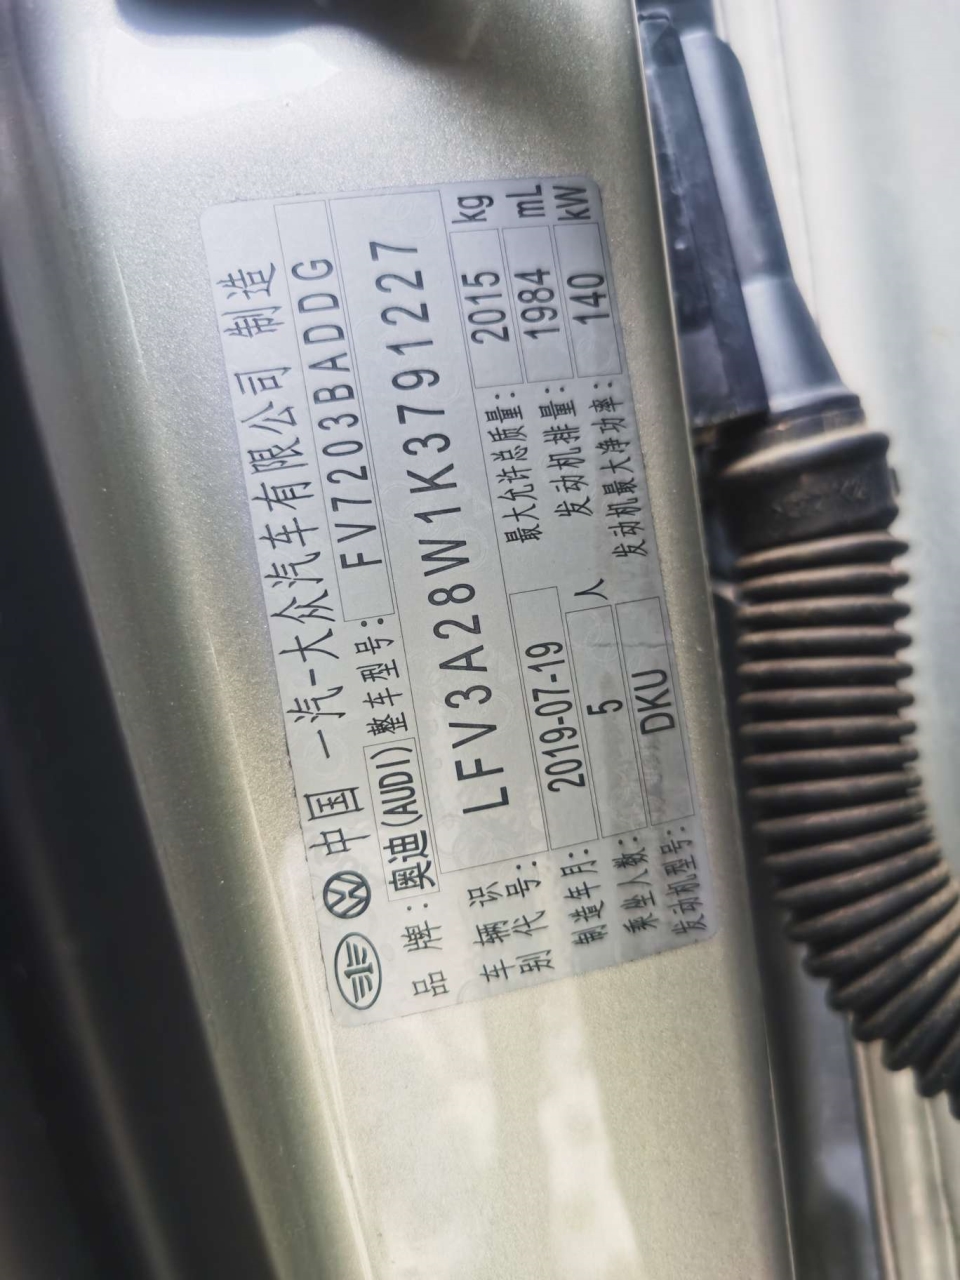 中国 一汽-大众汽车有限公司 制造
品牌：奥迪(AUDI) 整车型号：FV7203BADDG
车辆识别代号：LFV3A28W1K3791227
制造年月：2019-07-19 最大允许总质量：2015 kg
乘坐人数：5 人 发动机排量：1984 mL
发动机型号：DKU 发动机最大净功率：140 kW